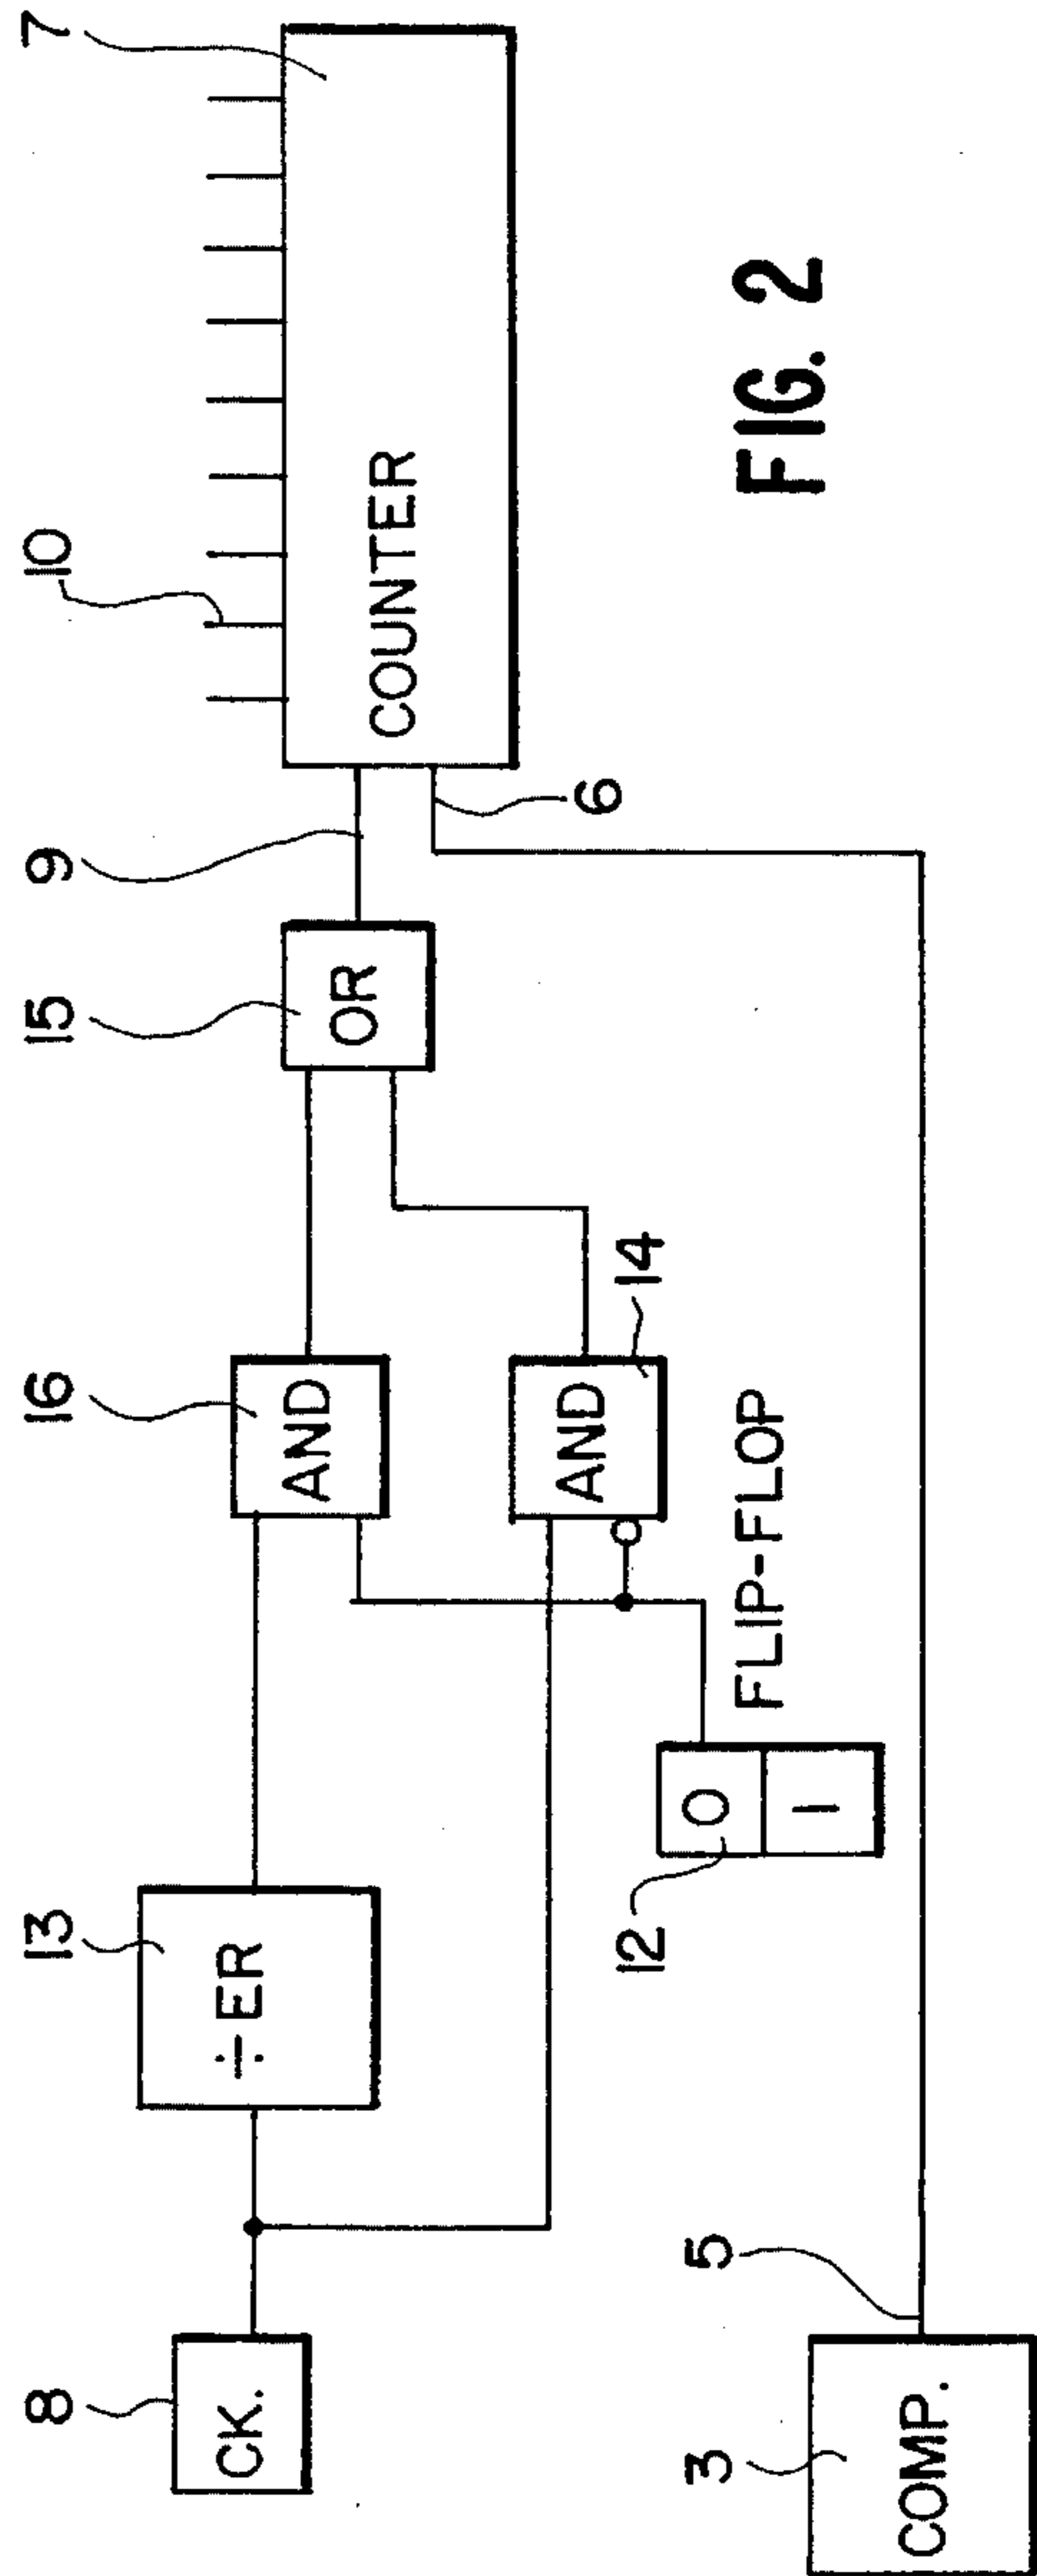 8
13
16
15
9
10
7
CK.
÷ER
AND
OR
COUNTER
6
AND
14
12
0
1
FLIP-FLOP
3
5
COMP.
FIG. 2